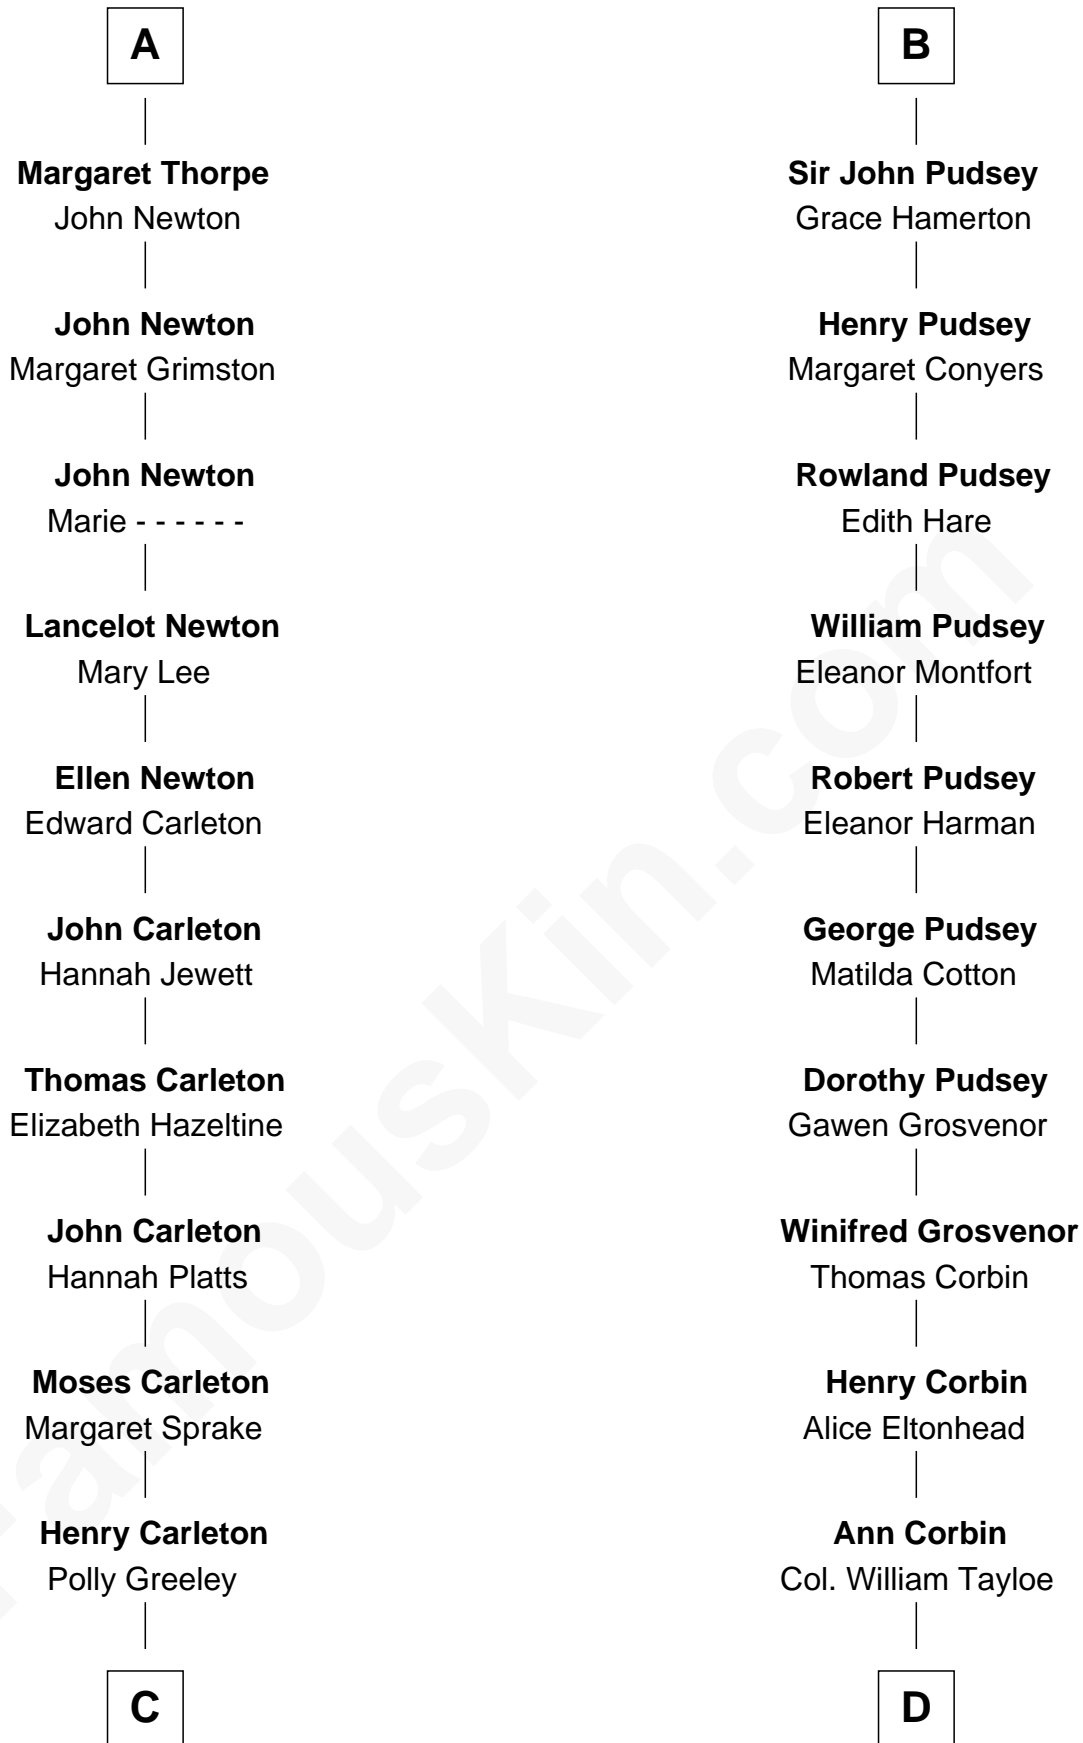 A
Margaret Thorpe
John Newton
John Newton
Margaret Grimston
John Newton
Marie - - - - - -
Lancelot Newton
Mary Lee
Ellen Newton
Edward Carleton
John Carleton
Hannah Jewett
Thomas Carleton
Elizabeth Hazeltine
John Carleton
Hannah Platts
Moses Carleton
Margaret Sprake
Henry Carleton
Polly Greeley
C
B
Sir John Pudsey
Grace Hamerton
Henry Pudsey
Margaret Conyers
Rowland Pudsey
Edith Hare
William Pudsey
Eleanor Montfort
Robert Pudsey
Eleanor Harman
George Pudsey
Matilda Cotton
Dorothy Pudsey
Gawen Grosvenor
Winifred Grosvenor
Thomas Corbin
Henry Corbin
Alice Eltonhead
Ann Corbin
Col. William Tayloe
D
FamousKin.com